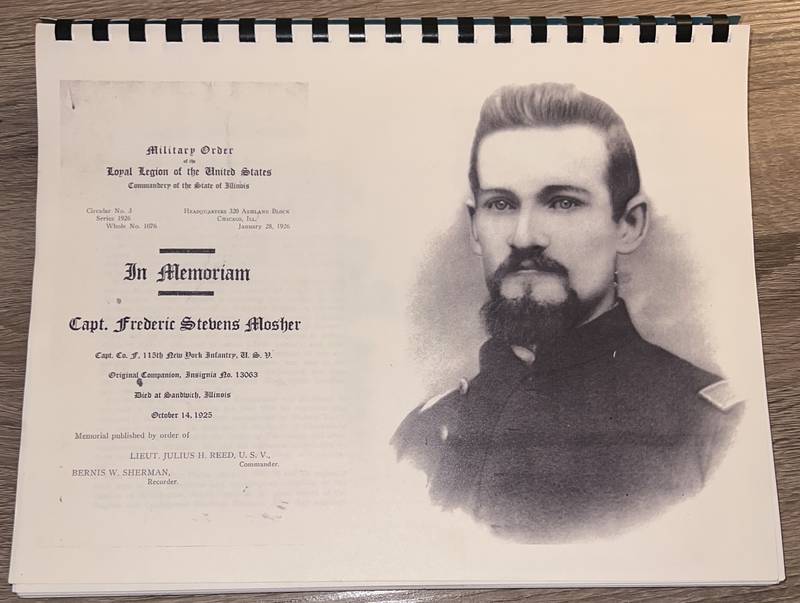 Military Order
of the
Loyal Legion of the United States
Commandery of the State of Illinois
Circular No. 3
Series 1926
Whole No. 1076
Headquarters 320 Ashland Block
Chicago, Ill.
January 28, 1926
In Memoriam
Capt. Frederic Stevens Mosher
Capt. Co. F, 115th New York Infantry, U. S. V.
Original Companion, Insignia No. 13063
Died at Sandwich, Illinois
October 14, 1925
Memorial published by order of
LIEUT. JULIUS H. REED, U. S. V.,
Commander.
BERNIS W. SHERMAN,
Recorder.